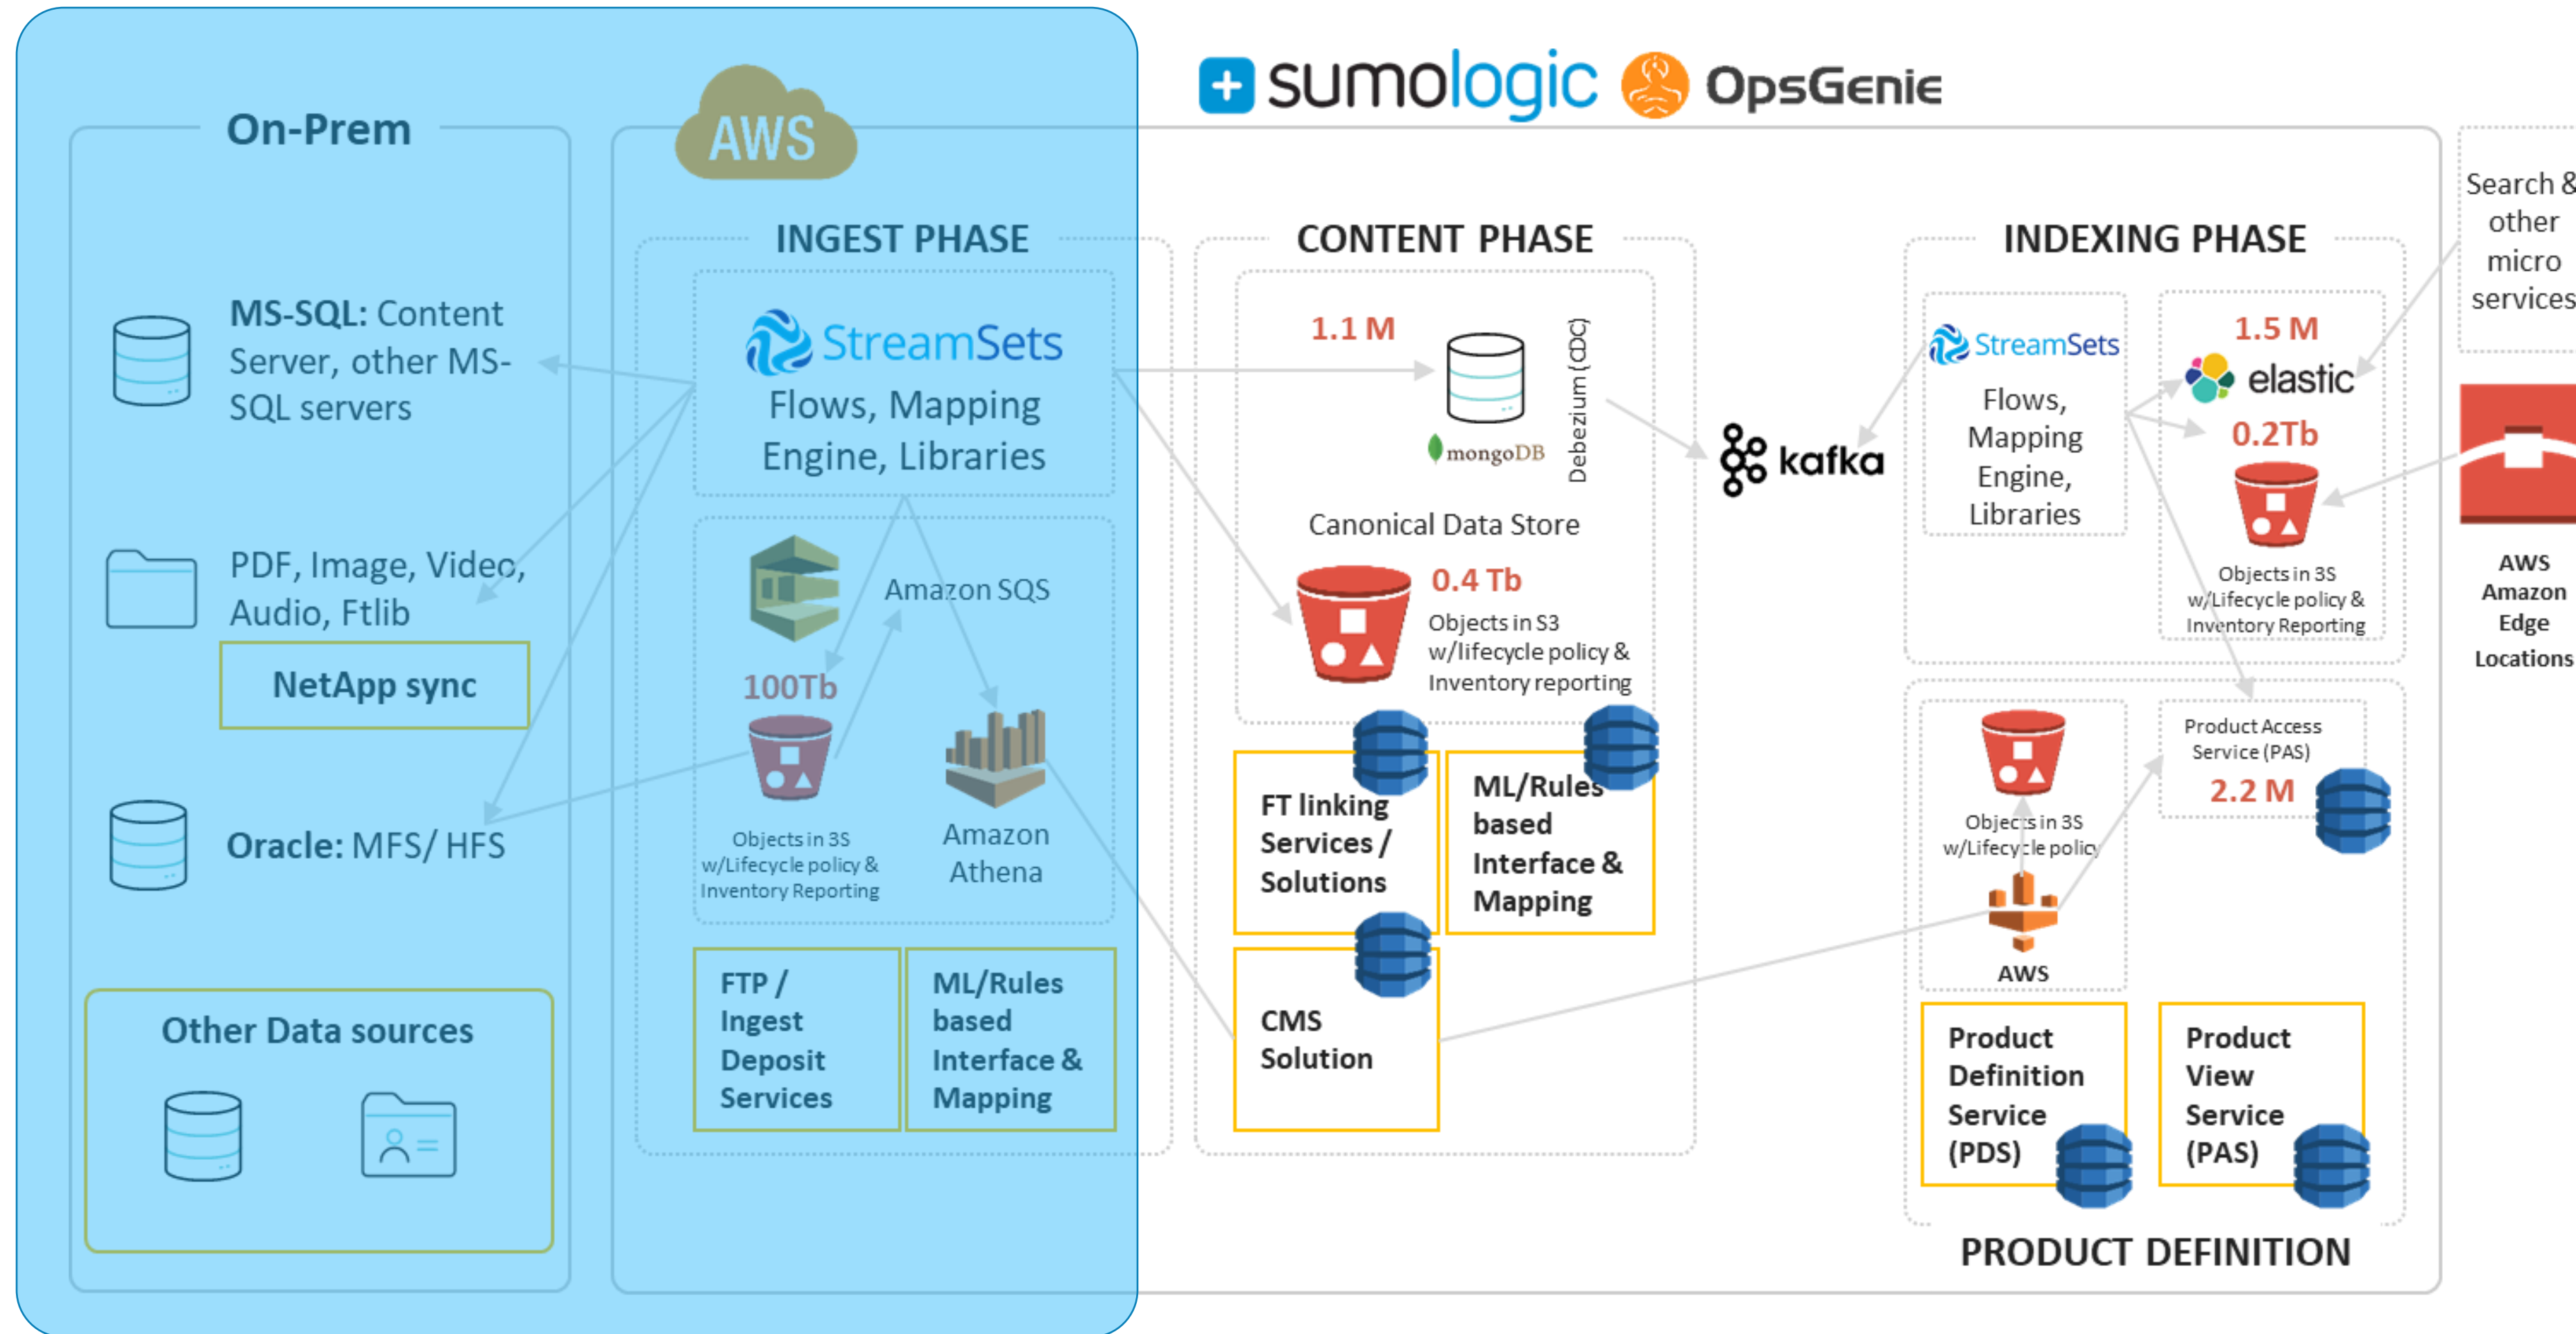 sumologic
OpsGenie
On-Prem
MS-SQL: Content
Server, other MS-
SQL servers
PDF, Image, Video,
Audio, Ftlib
NetApp sync
Oracle: MFS/ HFS
Other Data sources
AWS
INGEST PHASE
StreamSets
Flows, Mapping
Engine, Libraries
Amazon SQS
100Tb
Objects in 3S
w/Lifecycle policy &
Inventory Reporting
Amazon
Athena
FTP /
Ingest
Deposit
Services
ML/Rules
based
Interface &
Mapping
CONTENT PHASE
1.1 M
mongoDB
Debezium (CDC)
Canonical Data Store
0.4 Tb
Objects in S3
w/lifecycle policy &
Inventory reporting
FT linking
Services /
Solutions
ML/Rules
based
Interface &
Mapping
CMS
Solution
kafka
INDEXING PHASE
StreamSets
Flows,
Mapping
Engine,
Libraries
1.5 M
elastic
0.2Tb
Objects in 3S
w/Lifecycle policy &
Inventory Reporting
Objects in 3S
w/Lifecycle policy
AWS
Product Access
Service (PAS)
2.2 M
Product
Definition
Service
(PDS)
Product
View
Service
(PAS)
PRODUCT DEFINITION
Search &
other
micro
services
AWS
Amazon
Edge
Locations